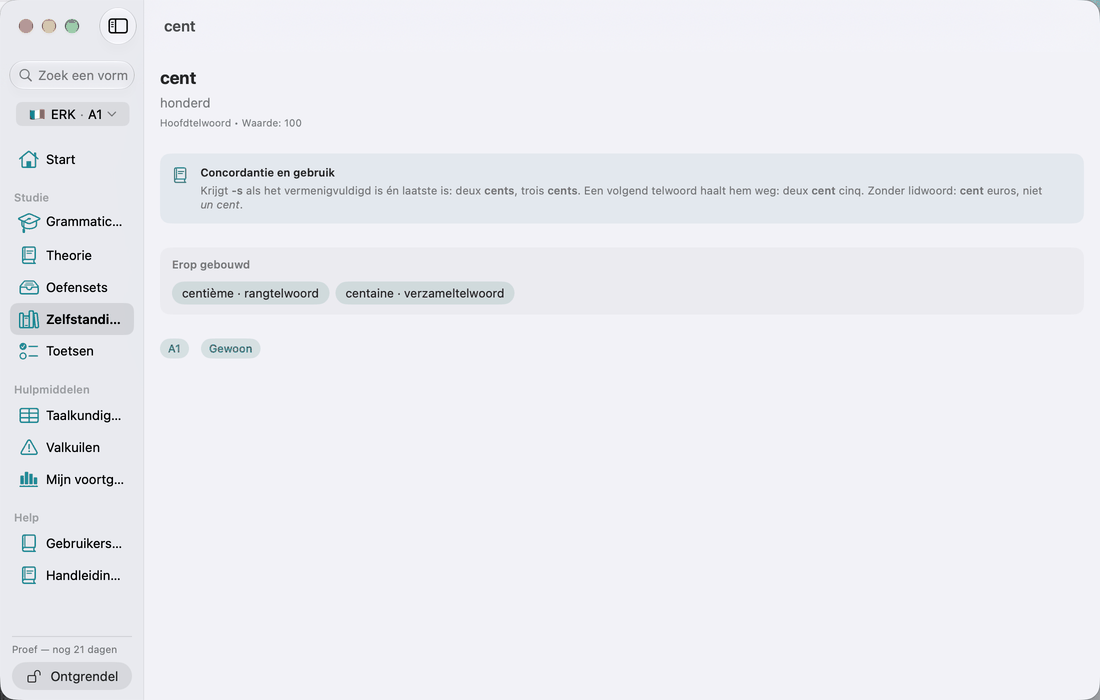 cent
Zoek een vorm
ERK · A1
Start
Studie
Grammatic...
Theorie
Oefensets
Zelfstandi...
Toetsen
Hulpmiddelen
Taalkundig...
Valkuilen
Mijn voortg...
Help
Gebruikers...
Handleidin...
Proef — nog 21 dagen
Ontgrendel
cent
honderd
Hoofdtelwoord • Waarde: 100
Concordantie en gebruik
Krijgt -s als het vermenigvuldigd is én laatste is: deux cents, trois cents. Een volgend telwoord haalt hem weg: deux cent cinq. Zonder lidwoord: cent euros, niet
un cent.
Erop gebouwd
centième · rangtelwoord
centaine · verzameltelwoord
A1
Gewoon